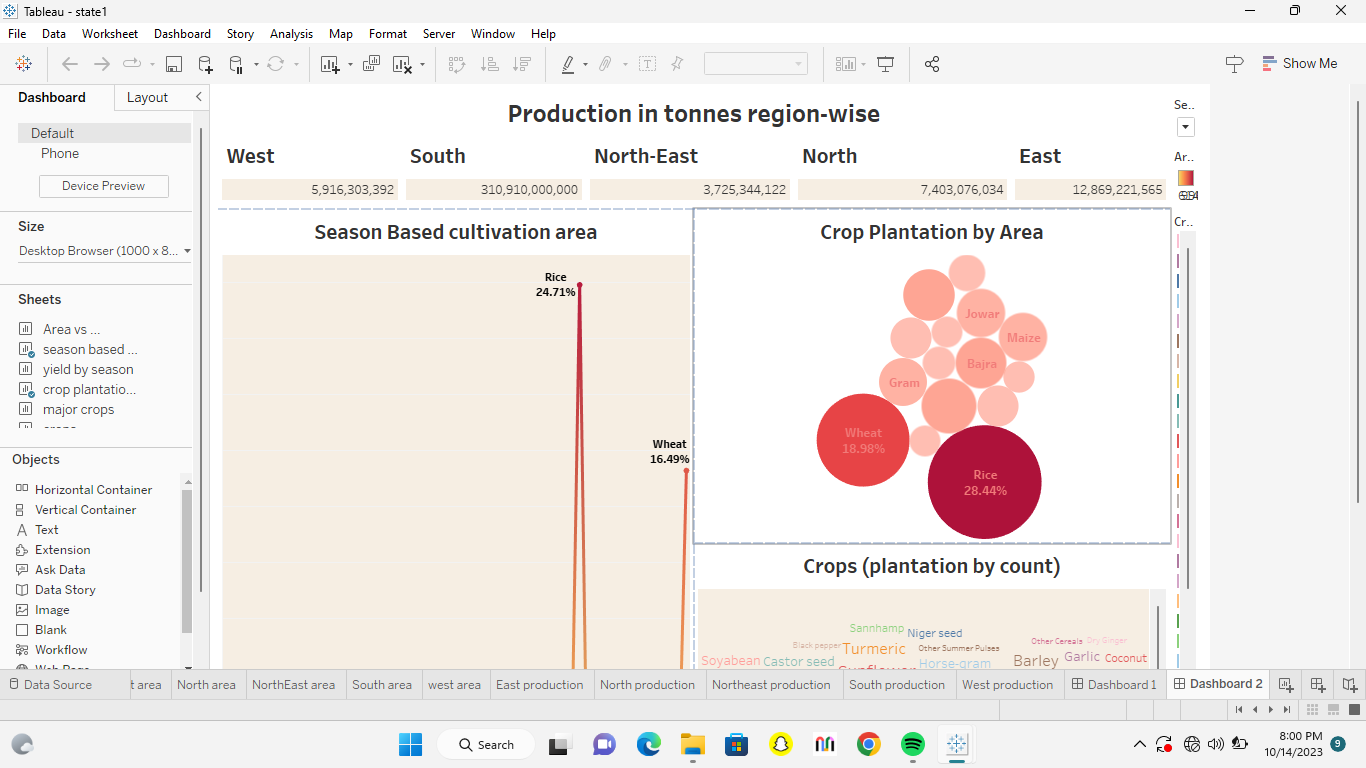 Tableau - state1
File Data Worksheet Dashboard Story Analysis Map Format Server Window Help
Show Me
Dashboard Layout
Default
Phone
Device Preview
Size
Desktop Browser (1000 x 8...
Sheets
Area vs ...
season based ...
yield by season
crop plantatio...
major crops
Objects
Horizontal Container
Vertical Container
Text
Extension
Ask Data
Data Story
Image
Blank
Workflow
Web Page
Production in tonnes region-wise
West South North-East North East
5,916,303,392 310,910,000,000 3,725,344,122 7,403,076,034 12,869,221,565
Se..
Ar..
Cr..
Season Based cultivation area
Rice
24.71%
Wheat
16.49%
Crop Plantation by Area
Jowar
Maize
Bajra
Gram
Wheat
18.98%
Rice
28.44%
Crops (plantation by count)
Sannhamp Niger seed
Other Cereals Dry Ginger
Black pepper Turmeric Other Summer Pulses
Soyabean Castor seed Sunflower Horse-gram Barley Garlic Coconut
Data Source t area North area NorthEast area South area west area East production North production Northeast production South production West production Dashboard 1 Dashboard 2
Search
8:00 PM
10/14/2023
9